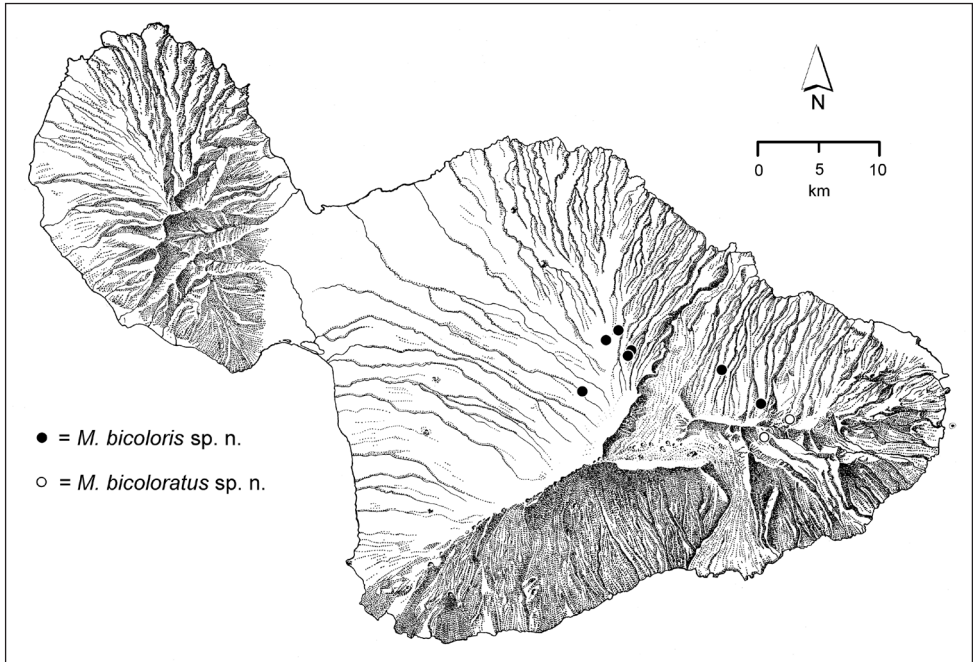 N
0 5 10
km
● = M. bicoloris sp. n.
○ = M. bicoloratus sp. n.